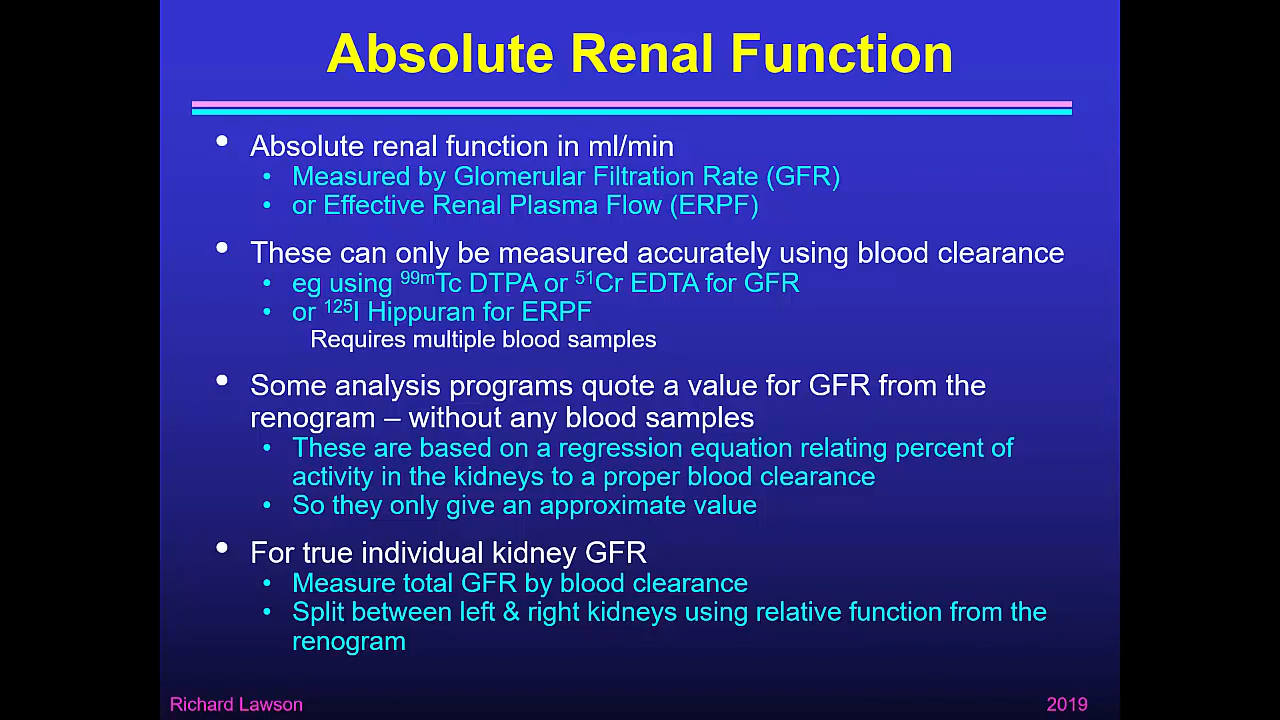 Absolute Renal Function
• Absolute renal function in ml/min
• Measured by Glomerular Filtration Rate (GFR)
• or Effective Renal Plasma Flow (ERPF)
• These can only be measured accurately using blood clearance
• eg using ⁹⁹ᵐTc DTPA or ⁵¹Cr EDTA for GFR
• or ¹²⁵I Hippuran for ERPF
Requires multiple blood samples
• Some analysis programs quote a value for GFR from the
renogram – without any blood samples
• These are based on a regression equation relating percent of
activity in the kidneys to a proper blood clearance
• So they only give an approximate value
• For true individual kidney GFR
• Measure total GFR by blood clearance
• Split between left & right kidneys using relative function from the
renogram
Richard Lawson
2019